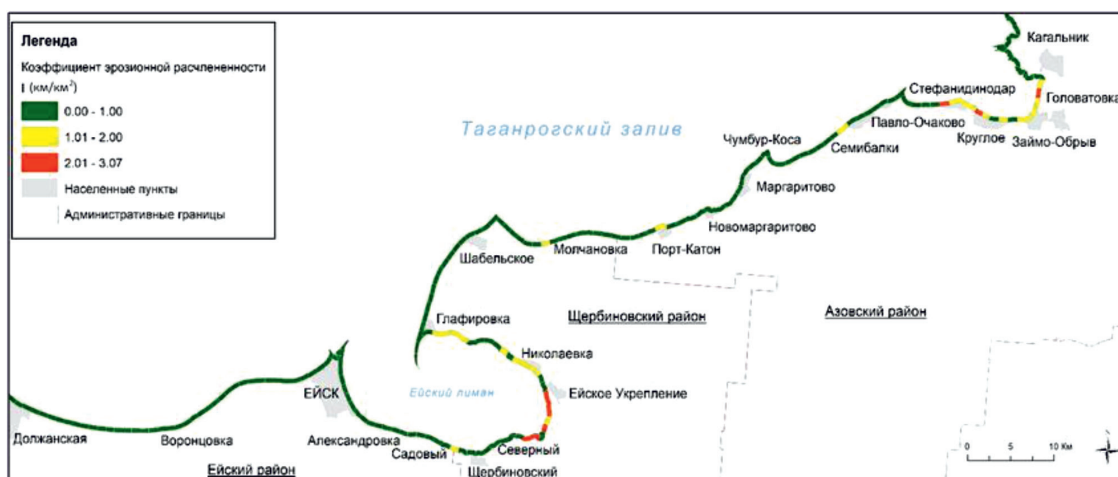 Легенда
Коэффициент эрозионной расчлененности
I (км/км²)
0.00 - 1.00
1.01 - 2.00
2.01 - 3.07
Населенные пункты
Административные границы
Кагальник
Стефанидинодар
Головатовка
Таганрогский залив
Павло-Очаково
Круглое
Займо-Обрыв
Чумбур-Коса
Семибалки
Маргаритово
Новомаргаритово
Шабельское
Молчановка
Порт-Катон
Глафировка
Щербиновский район
Азовский район
Николаевка
ЕЙСК
Ейский лиман
Ейское Укрепление
Должанская
Воронцовка
Александровка
Садовый
Северный
Щербиновский
Ейский район
0 5 10 Км